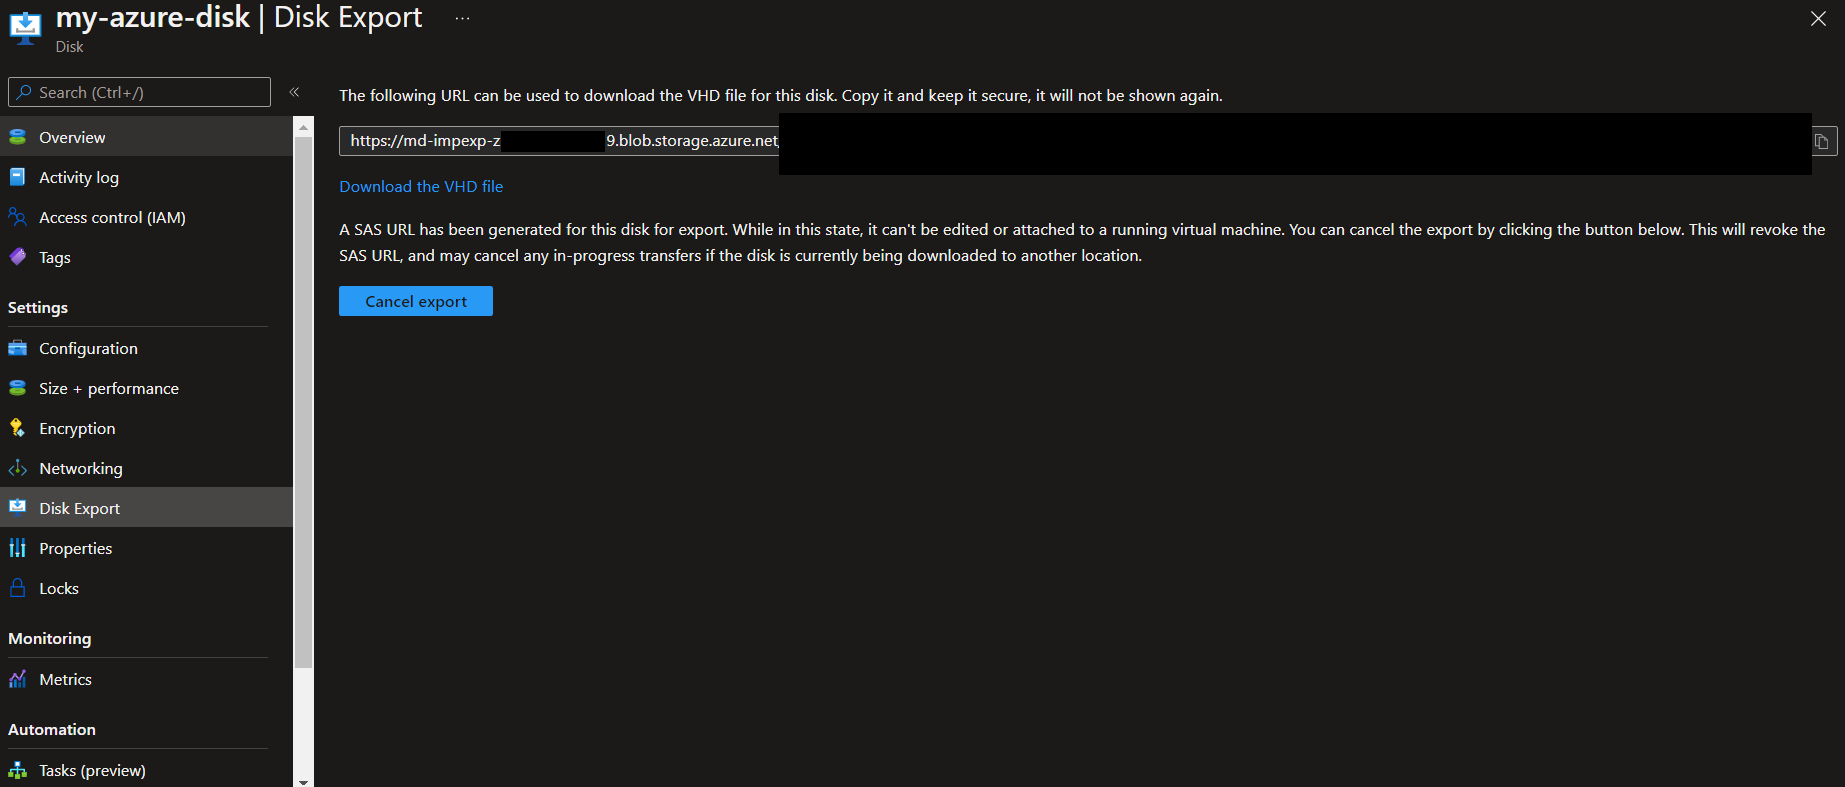 my-azure-disk | Disk Export ...
Disk
Search (Ctrl+/)
«
Overview
Activity log
Access control (IAM)
Tags
Settings
Configuration
Size + performance
Encryption
Networking
Disk Export
Properties
Locks
Monitoring
Metrics
Automation
Tasks (preview)
The following URL can be used to download the VHD file for this disk. Copy it and keep it secure, it will not be shown again.
https://md-impexp-z 9.blob.storage.azure.net
Download the VHD file
A SAS URL has been generated for this disk for export. While in this state, it can't be edited or attached to a running virtual machine. You can cancel the export by clicking the button below. This will revoke the
SAS URL, and may cancel any in-progress transfers if the disk is currently being downloaded to another location.
Cancel export